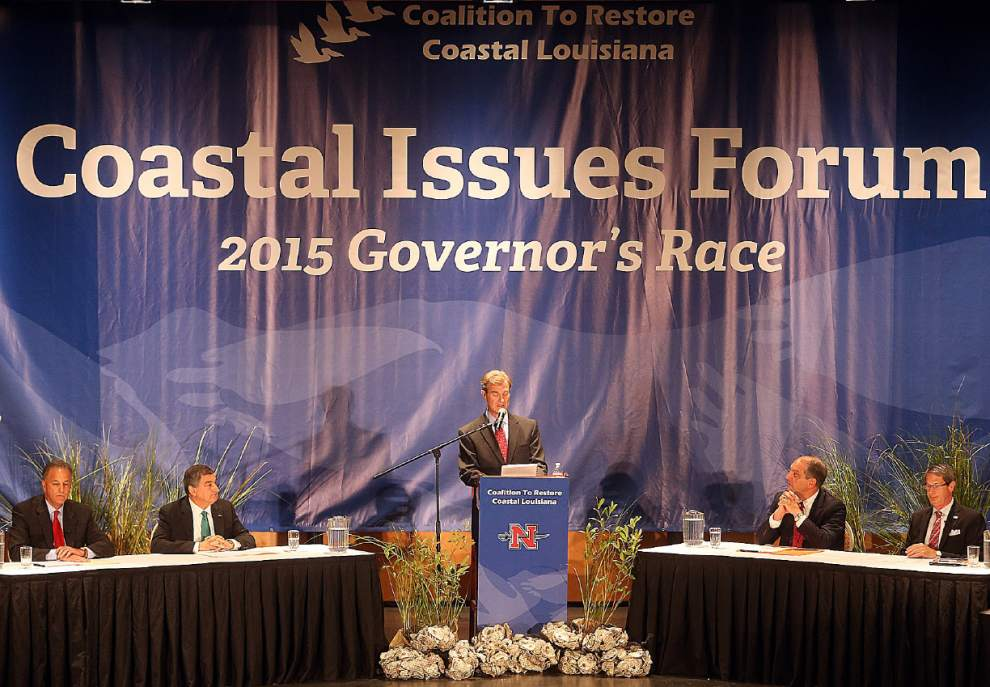 Coalition To Restore
Coastal Louisiana
Coastal Issues Forum
2015 Governor's Race
Coalition To Restore
Coastal Louisiana
N